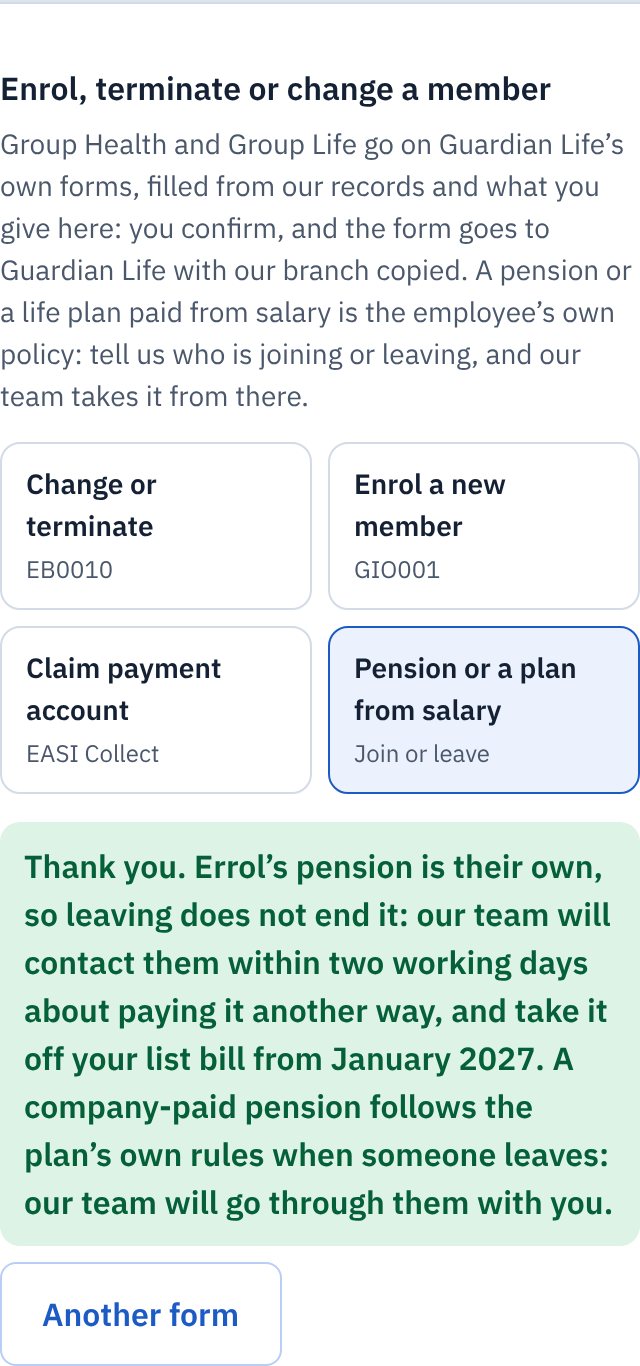 Enrol, terminate or change a member
Group Health and Group Life go on Guardian Life’s
own forms, filled from our records and what you
give here: you confirm, and the form goes to
Guardian Life with our branch copied. A pension or
a life plan paid from salary is the employee’s own
policy: tell us who is joining or leaving, and our
team takes it from there.
Change or
terminate
EB0010
Enrol a new
member
GIO001
Claim payment
account
EASI Collect
Pension or a plan
from salary
Join or leave
Thank you. Errol’s pension is their own,
so leaving does not end it: our team will
contact them within two working days
about paying it another way, and take it
off your list bill from January 2027. A
company-paid pension follows the
plan’s own rules when someone leaves:
our team will go through them with you.
Another form